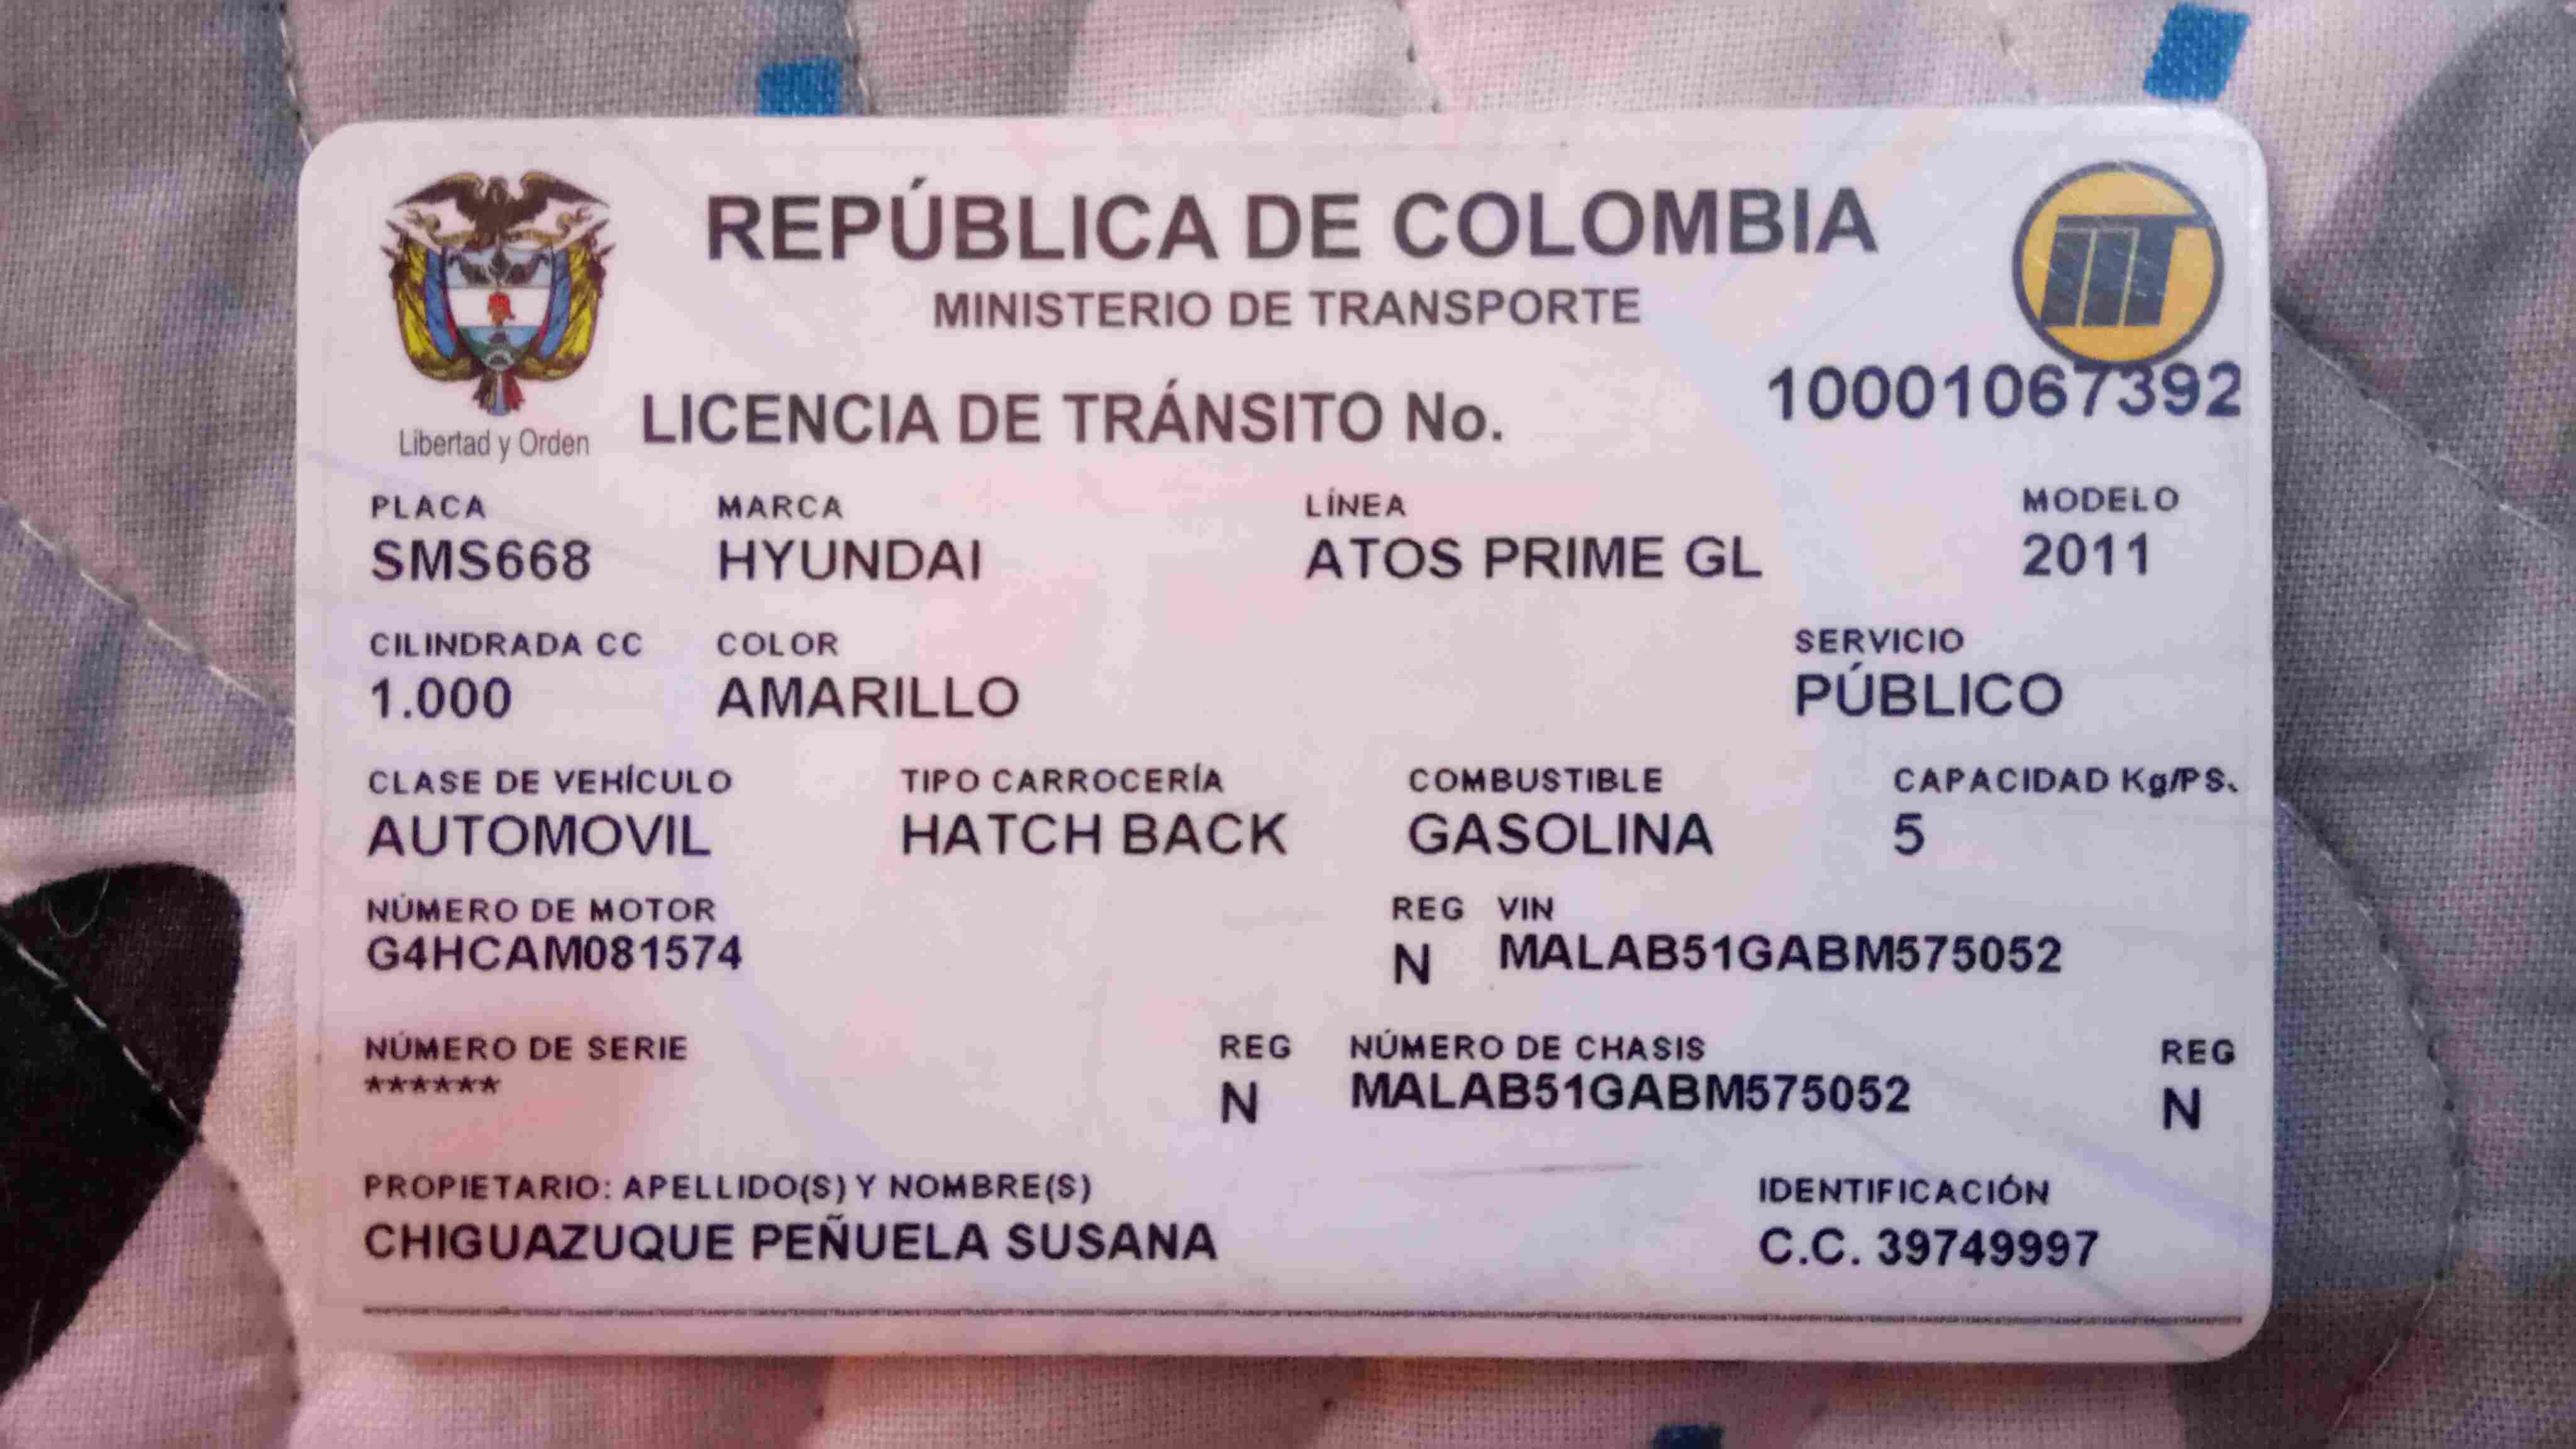 REPÚBLICA DE COLOMBIA
MINISTERIO DE TRANSPORTE
Libertad y Orden
LICENCIA DE TRÁNSITO No. 10001067392
PLACA MARCA LÍNEA MODELO
SMS668 HYUNDAI ATOS PRIME GL 2011
CILINDRADA CC COLOR SERVICIO
1.000 AMARILLO PÚBLICO
CLASE DE VEHÍCULO TIPO CARROCERÍA COMBUSTIBLE CAPACIDAD Kg/PS.
AUTOMOVIL HATCH BACK GASOLINA 5
NÚMERO DE MOTOR REG VIN
G4HCAM081574 N MALAB51GABM575052
NÚMERO DE SERIE REG NÚMERO DE CHASIS REG
****** N MALAB51GABM575052 N
PROPIETARIO: APELLIDO(S) Y NOMBRE(S) IDENTIFICACIÓN
CHIGUAZUQUE PEÑUELA SUSANA C.C. 39749997